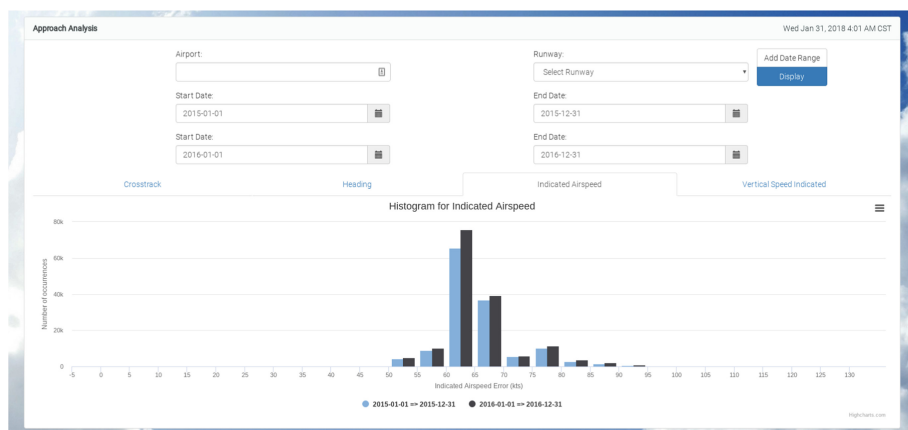 Approach Analysis
Wed Jan 31, 2018 4:01 AM CST
Airport:
Runway:
Select Runway
Add Date Range
Display
Start Date:
End Date:
2015-01-01
2015-12-31
Start Date:
End Date:
2016-01-01
2016-12-31
Crosstrack
Heading
Indicated Airspeed
Vertical Speed Indicated
Histogram for Indicated Airspeed
80k
60k
40k
20k
0
Number of occurrences
-5 0 5 10 15 20 25 30 35 40 45 50 55 60 65 70 75 80 85 90 95 100 105 110 115 120 125 130
Indicated Airspeed Error (kts)
2015-01-01 => 2015-12-31 2016-01-01 => 2016-12-31
Highcharts.com